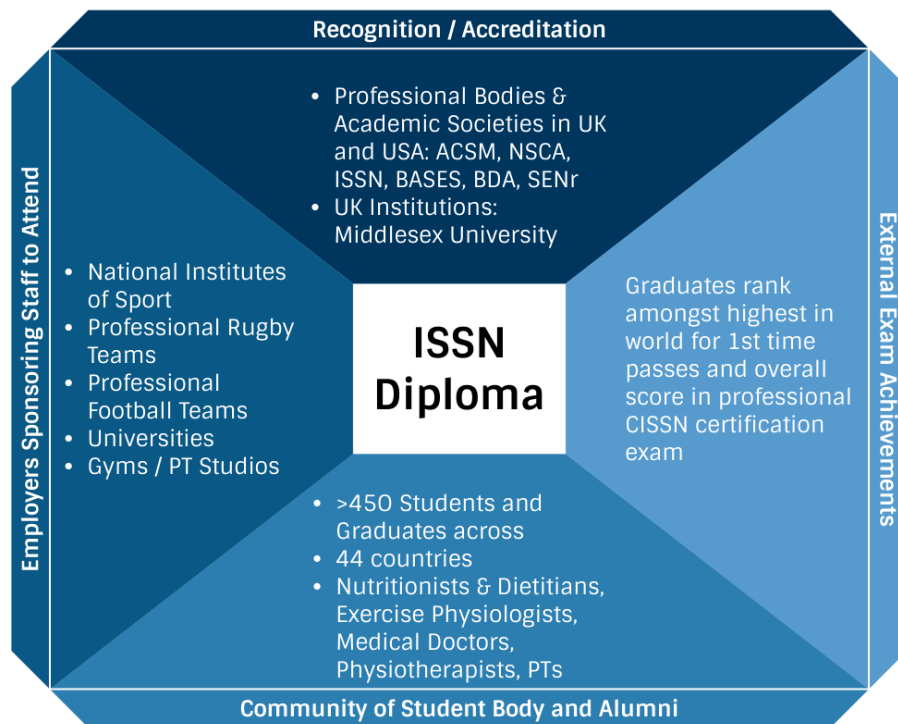 Recognition / Accreditation
• Professional Bodies &
Academic Societies in UK
and USA: ACSM, NSCA,
ISSN, BASES, BDA, SENr
• UK Institutions:
Middlesex University
Employers Sponsoring Staff to Attend
• National Institutes
of Sport
• Professional Rugby
Teams
• Professional
Football Teams
• Universities
• Gyms / PT Studios
ISSN
Diploma
Graduates rank
amongst highest in
world for 1st time
passes and overall
score in professional
CISSN certification
exam
External Exam Achievements
• >450 Students and
Graduates across
• 44 countries
• Nutritionists & Dietitians,
Exercise Physiologists,
Medical Doctors,
Physiotherapists, PTs
Community of Student Body and Alumni